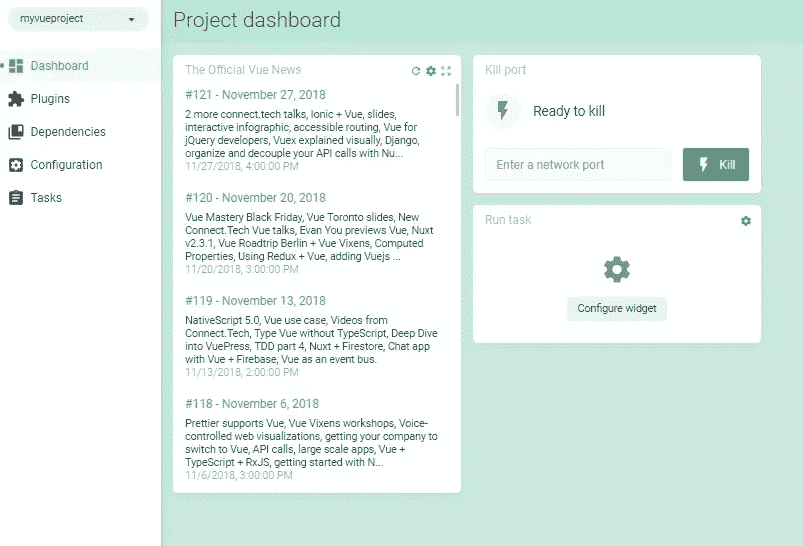 myvueproject
Project dashboard
Dashboard
Plugins
Dependencies
Configuration
Tasks
The Official Vue News
#121 - November 27, 2018
2 more connect.tech talks, Ionic + Vue, slides,
interactive infographic, accessible routing, Vue for
jQuery developers, Vuex explained visually, Django,
organize and decouple your API calls with Nu...
11/27/2018, 4:00:00 PM
#120 - November 20, 2018
Vue Mastery Black Friday, Vue Toronto slides, New
Connect.Tech Vue talks, Evan You previews Vue, Nuxt
v2.3.1, Vue Roadtrip Berlin + Vue Vixens, Computed
Properties, Using Redux + Vue, adding Vuejs ...
11/20/2018, 3:00:00 PM
#119 - November 13, 2018
NativeScript 5.0, Vue use case, Videos from
Connect.Tech, Type Vue without TypeScript, Deep Dive
into VuePress, TDD part 4, Nuxt + Firestore, Chat app
with Vue + Firebase, Vue as an event bus.
11/13/2018, 2:00:00 PM
#118 - November 6, 2018
Prettier supports Vue, Vue Vixens workshops, Voice-
controlled web visualizations, getting your company to
switch to Vue, API calls, large scale apps, Vue +
TypeScript + RxJS, getting started with N...
11/6/2018, 3:00:00 PM
Kill port
Ready to kill
Enter a network port
Kill
Run task
Configure widget